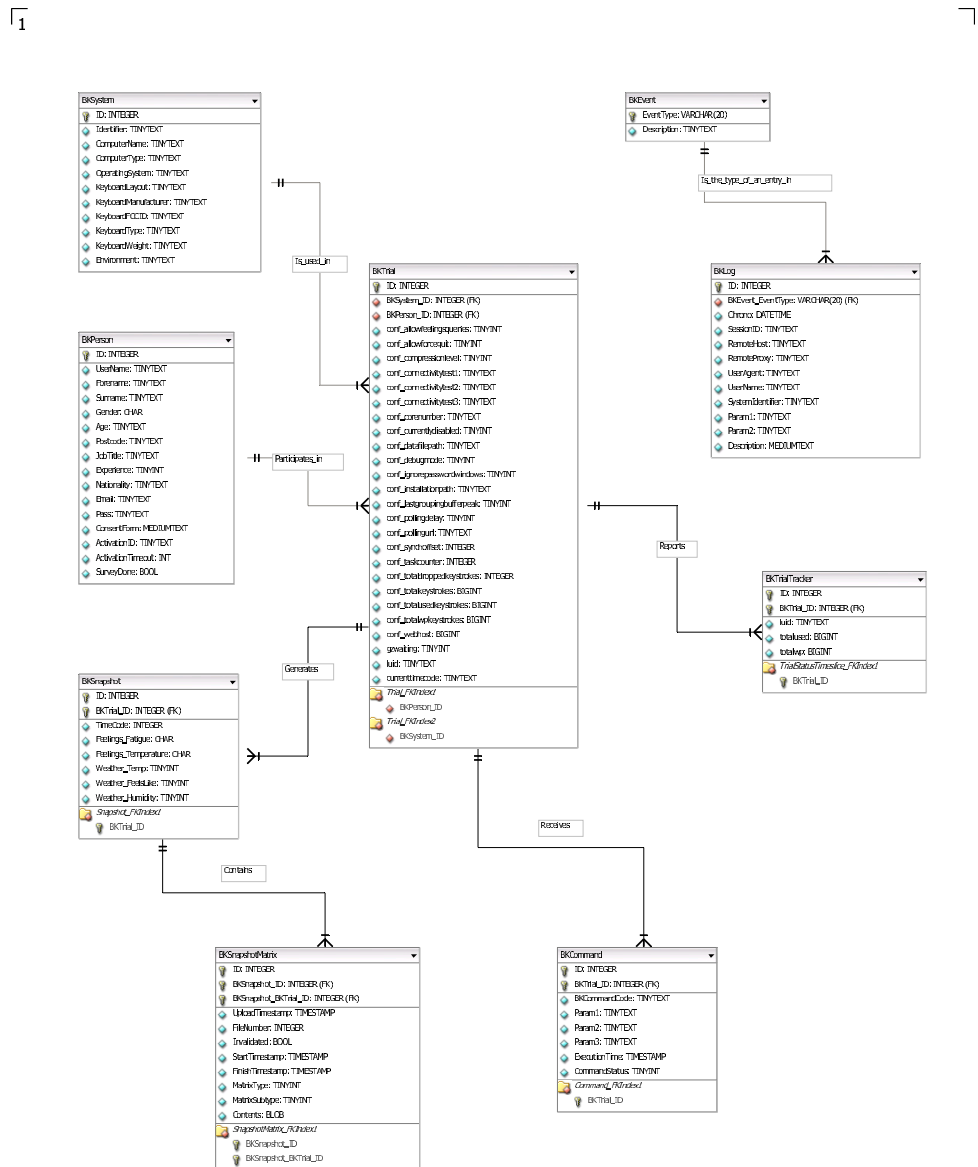 1
BKSystem
ID: INTEGER
Identifier: TINYTEXT
ComputerName: TINYTEXT
ComputerType: TINYTEXT
OperatingSystem: TINYTEXT
KeyboardLayout: TINYTEXT
KeyboardManufacturer: TINYTEXT
KeyboardFCCID: TINYTEXT
KeyboardType: TINYTEXT
KeyboardWeight: TINYTEXT
Environment: TINYTEXT
BKEvent
EventType: VARCHAR(20)
Description: TINYTEXT
Is_the_type_of_an_entry_in
Is_used_in
BKTrial
ID: INTEGER
BKSystem_ID: INTEGER (FK)
BKPerson_ID: INTEGER (FK)
conf_allowfeelingsqueries: TINYINT
conf_allowforcequit: TINYINT
conf_compressionlevel: TINYINT
conf_connectivitytest1: TINYTEXT
conf_connectivitytest2: TINYTEXT
conf_connectivitytest3: TINYTEXT
conf_corenumber: TINYTEXT
conf_currentlydisabled: TINYINT
conf_datafilepath: TINYTEXT
conf_debugmode: TINYINT
conf_ignorepasswordwindows: TINYINT
conf_installationpath: TINYTEXT
conf_lastgroupingbufferpeak: TINYINT
conf_pollingdelay: TINYINT
conf_pollingurl: TINYTEXT
conf_synchoffset: INTEGER
conf_taskcounter: INTEGER
conf_totaldroppedkeystrokes: INTEGER
conf_totalkeystrokes: BIGINT
conf_totalusedkeystrokes: BIGINT
conf_totalwpkeystrokes: BIGINT
conf_webhost: BIGINT
gzwaiting: TINYINT
luid: TINYTEXT
currenttimecode: TINYTEXT
Trial_FKIndex1
BKPerson_ID
Trial_FKIndex2
BKSystem_ID
BKLog
ID: INTEGER
BKEvent_EventType: VARCHAR(20) (FK)
Chrono: DATETIME
SessionID: TINYTEXT
RemoteHost: TINYTEXT
RemoteProxy: TINYTEXT
UserAgent: TINYTEXT
UserName: TINYTEXT
SystemIdentifier: TINYTEXT
Param1: TINYTEXT
Param2: TINYTEXT
Description: MEDIUMTEXT
BKPerson
ID: INTEGER
UserName: TINYTEXT
Forename: TINYTEXT
Surname: TINYTEXT
Gender: CHAR
Age: TINYTEXT
Postcode: TINYTEXT
JobTitle: TINYTEXT
Experience: TINYINT
Nationality: TINYTEXT
Email: TINYTEXT
Pass: TINYTEXT
ConsentForm: MEDIUMTEXT
ActivationID: TINYTEXT
ActivationTimeout: INT
SurveyDone: BOOL
Participates_in
Reports
BKTrialTracker
ID: INTEGER
BKTrial_ID: INTEGER (FK)
luid: TINYTEXT
totalused: BIGINT
totalwp: BIGINT
TrialStatusTimeslice_FKIndex1
BKTrial_ID
Generates
BKSnapshot
ID: INTEGER
BKTrial_ID: INTEGER (FK)
TimeCode: INTEGER
Feelings_Fatigue: CHAR
Feelings_Temperature: CHAR
Weather_Temp: TINYINT
Weather_FeelsLike: TINYINT
Weather_Humidity: TINYINT
Snapshot_FKIndex1
BKTrial_ID
Receives
Contains
BKSnapshotMatrix
ID: INTEGER
BKSnapshot_ID: INTEGER (FK)
BKSnapshot_BKTrial_ID: INTEGER (FK)
UploadTimestamp: TIMESTAMP
FileNumber: INTEGER
Invalidated: BOOL
StartTimestamp: TIMESTAMP
FinishTimestamp: TIMESTAMP
MatrixType: TINYINT
MatrixSubtype: TINYINT
Contents: BLOB
SnapshotMatrix_FKIndex1
BKSnapshot_ID
BKSnapshot_BKTrial_ID
BKCommand
ID: INTEGER
BKTrial_ID: INTEGER (FK)
BKCommandCode: TINYTEXT
Param1: TINYTEXT
Param2: TINYTEXT
Param3: TINYTEXT
ExecutionTime: TIMESTAMP
CommandStatus: TINYINT
Command_FKIndex1
BKTrial_ID